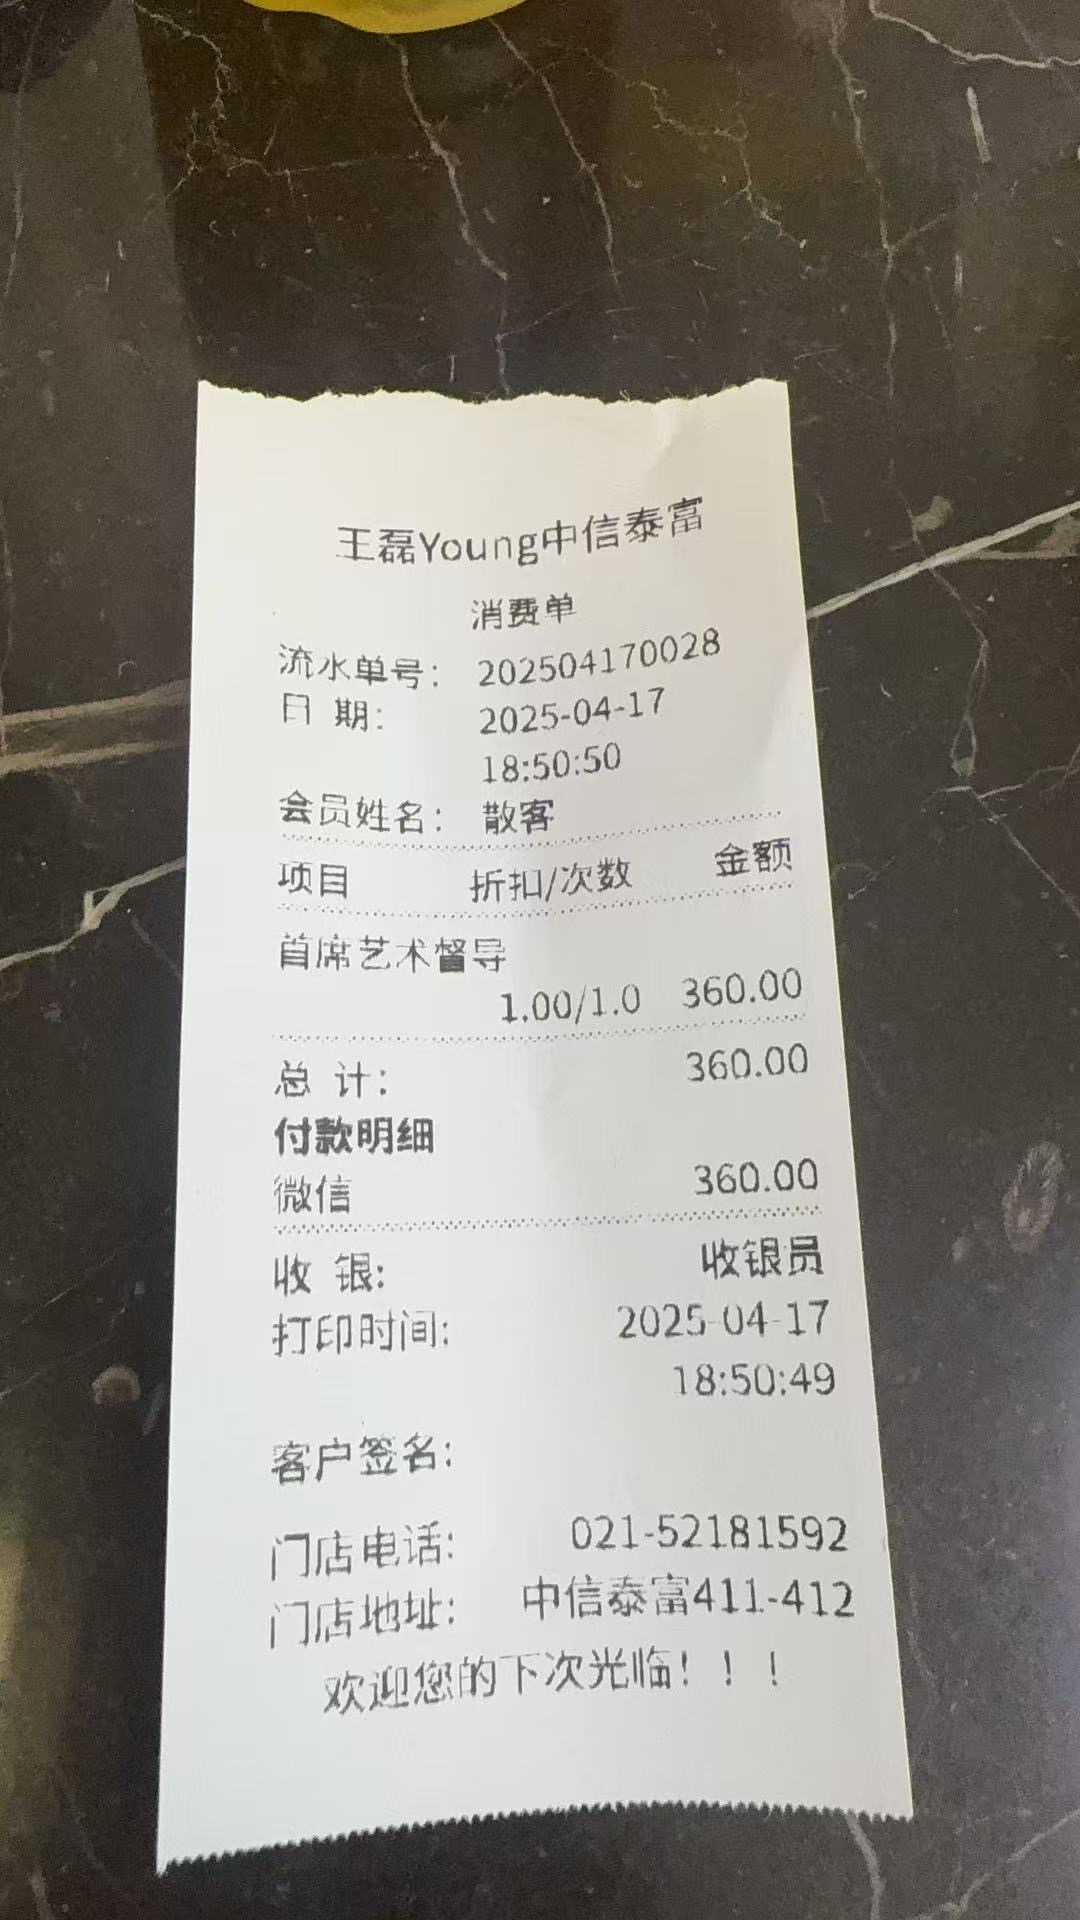 王磊Young中信泰富
消费单
流水单号： 202504170028
日 期： 2025-04-17
18:50:50
会员姓名： 散客
项目 折扣/次数 金额
首席艺术督导
1.00/1.0 360.00
总 计： 360.00
付款明细
微信 360.00
收 银: 收银员
打印时间: 2025-04-17
18:50:49
客户签名:
门店电话: 021-52181592
门店地址: 中信泰富411-412
欢迎您的下次光临！！！